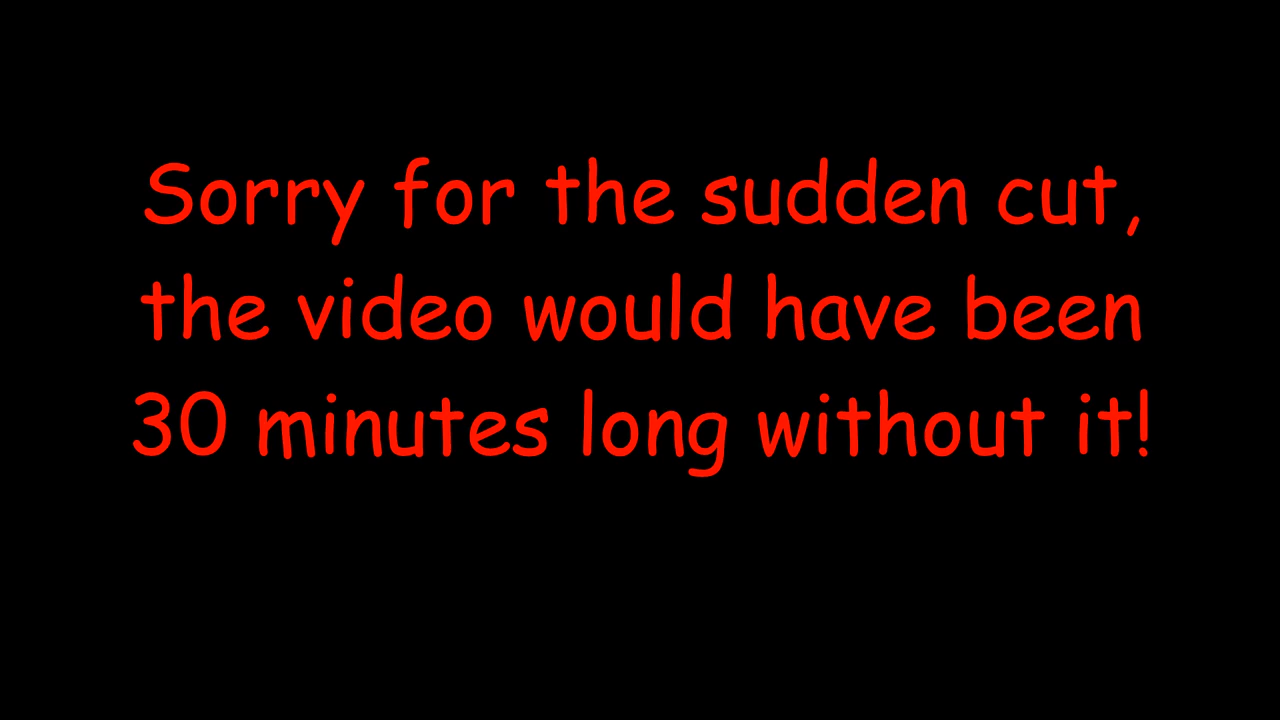 Sorry for the sudden cut,
the video would have been
30 minutes long without it!